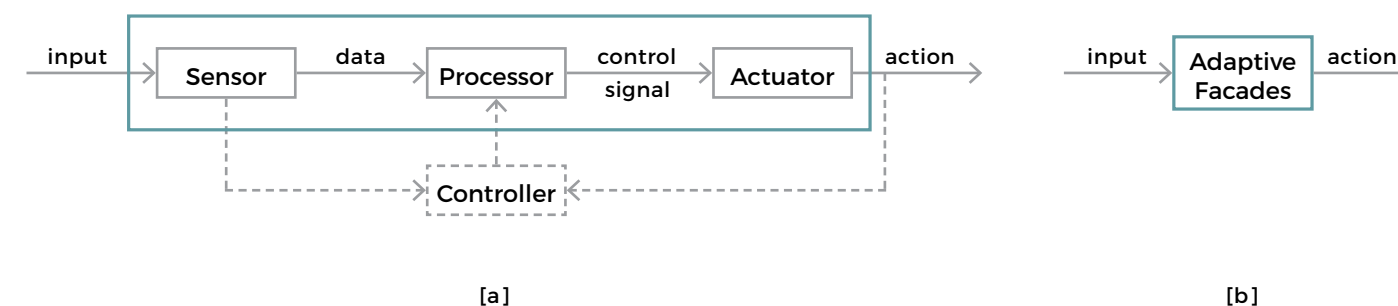 input
Sensor
data
Processor
control
signal
Actuator
action
Controller
[a]
input
Adaptive
Facades
action
[b]